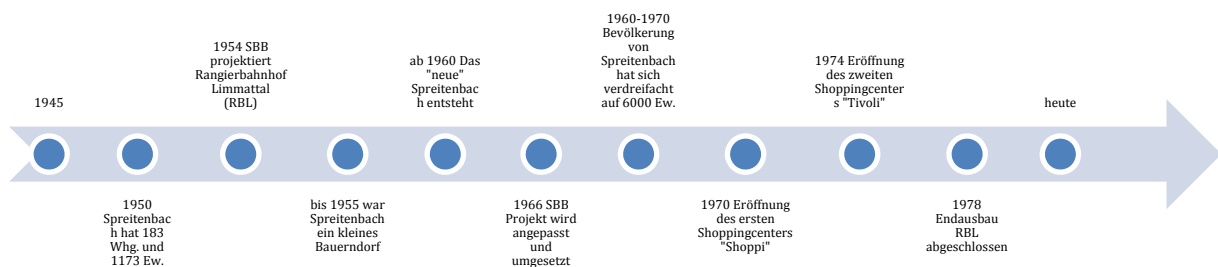 1945
1950
Spreitenbac
h hat 183
Whg. und
1173 Ew.
1954 SBB
projektiert
Rangierbahnhof
Limmattal
(RBL)
bis 1955 war
Spreitenbach
ein kleines
Bauerndorf
ab 1960 Das
"neue"
Spreitenbac
h entsteht
1966 SBB
Projekt wird
angepasst
und
umgesetzt
1960-1970
Bevölkerung
von
Spreitenbach
hat sich
verdreifacht
auf 6000 Ew.
1970 Eröffnung
des ersten
Shoppingcenters
"Shoppi"
1974 Eröffnung
des zweiten
Shoppingcenter
s "Tivoli"
1978
Endausbau
RBL
abgeschlossen
heute